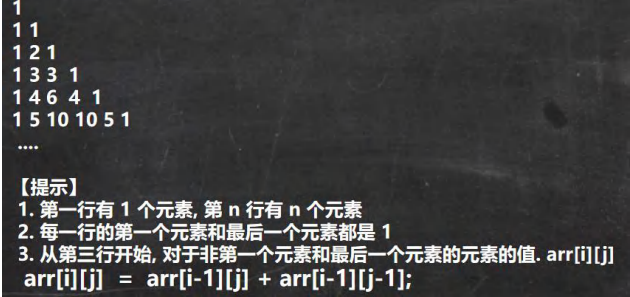 1
1 1
1 2 1
1 3 3 1
1 4 6 4 1
1 5 10 10 5 1
....
【提示】
1. 第一行有 1 个元素, 第 n 行有 n 个元素
2. 每一行的第一个元素和最后一个元素都是 1
3. 从第三行开始, 对于非第一个元素和最后一个元素的元素的值. arr[i][j]
arr[i][j] = arr[i-1][j] + arr[i-1][j-1];